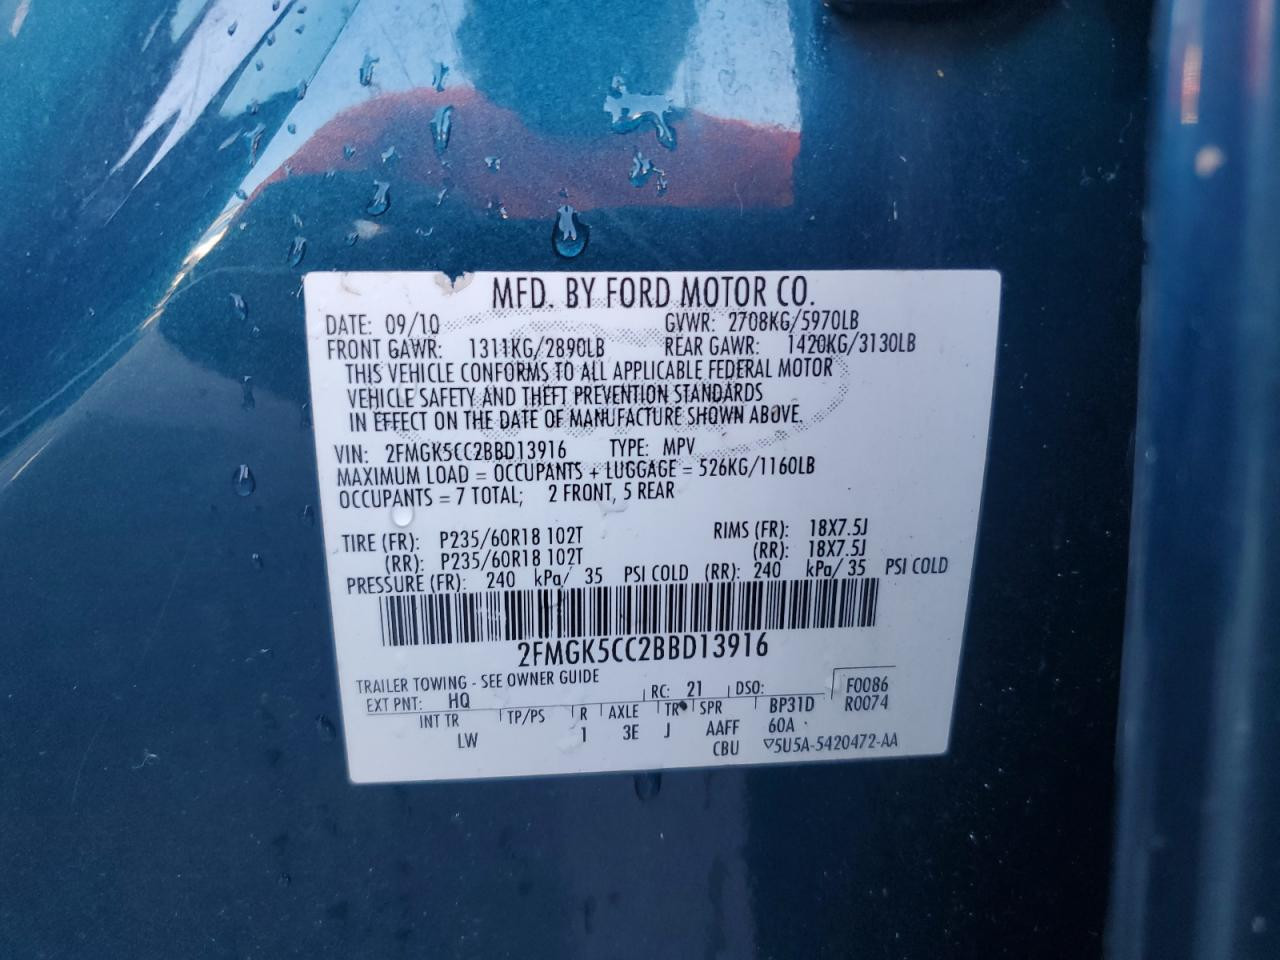 MFD. BY FORD MOTOR CO.
DATE: 09/10 GVWR: 2708KG/5970LB
FRONT GAWR: 1311KG/2890LB REAR GAWR: 1420KG/3130LB
THIS VEHICLE CONFORMS TO ALL APPLICABLE FEDERAL MOTOR
VEHICLE SAFETY AND THEFT PREVENTION STANDARDS
IN EFFECT ON THE DATE OF MANUFACTURE SHOWN ABOVE.
VIN: 2FMGK5CC2BBD13916 TYPE: MPV
MAXIMUM LOAD = OCCUPANTS + LUGGAGE = 526KG/1160LB
OCCUPANTS = 7 TOTAL; 2 FRONT, 5 REAR
TIRE (FR): P235/60R18 102T RIMS (FR): 18X7.5J
(RR): P235/60R18 102T (RR): 18X7.5J
PRESSURE (FR): 240 kPa/ 35 PSI COLD (RR): 240 kPa/ 35 PSI COLD
2FMGK5CC2BBD13916
TRAILER TOWING - SEE OWNER GUIDE
EXT PNT: HQ RC: 21 DSO: F0086
INT TR TP/PS R AXLE TR SPR BP31D R0074
LW 1 3E J AAFF 60A
CBU ▽5U5A-5420472-AA